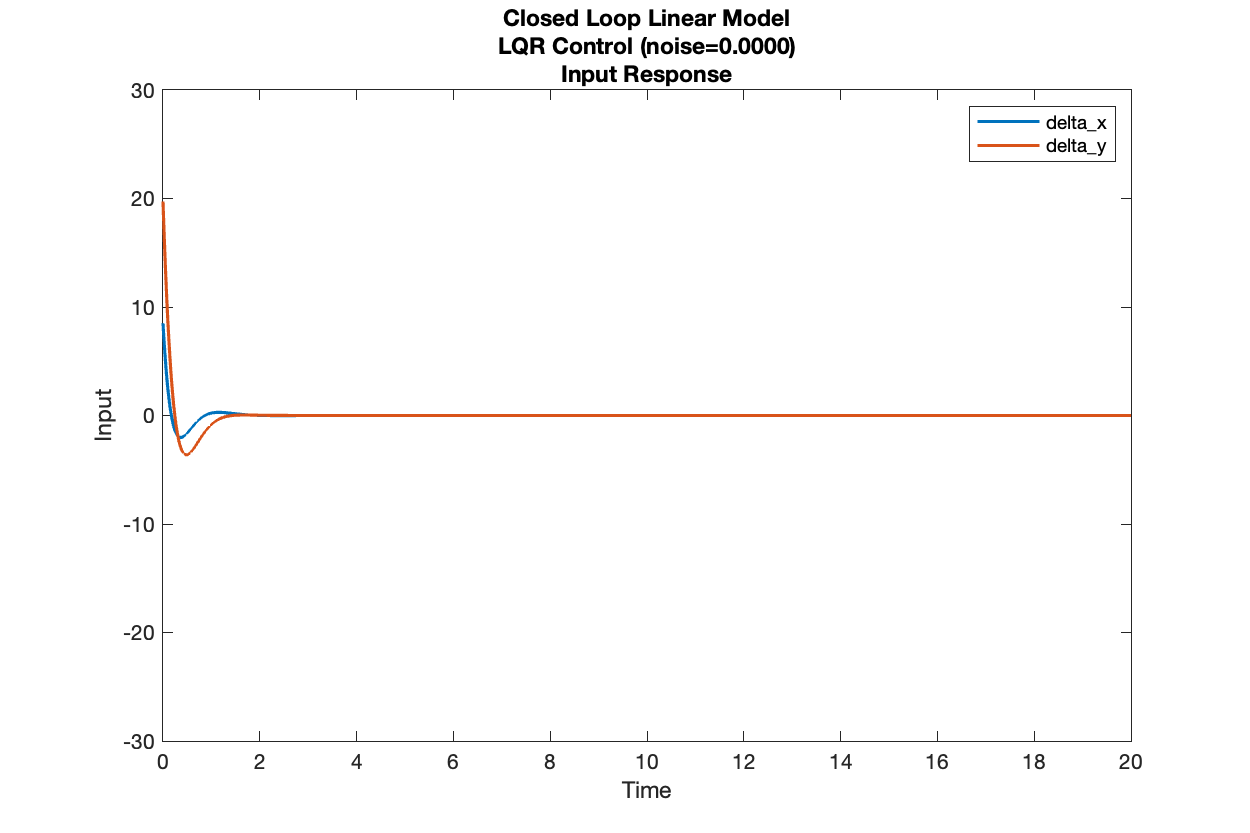 Closed Loop Linear Model
LQR Control (noise=0.0000)
Input Response
30
20
10
0
-10
-20
-30
Input
delta_x
delta_y
0 2 4 6 8 10 12 14 16 18 20
Time